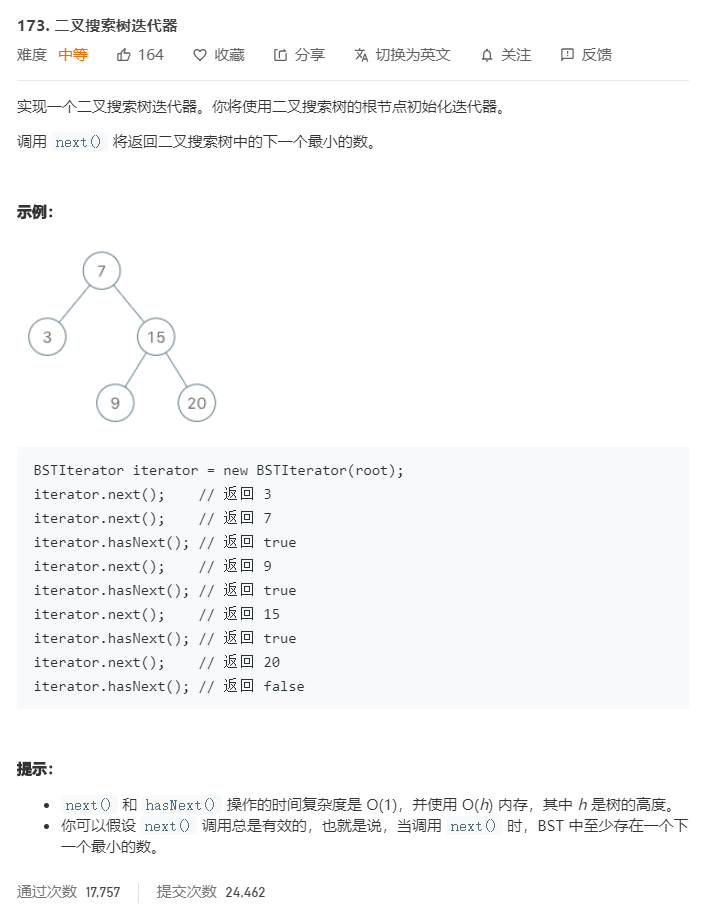 173. 二叉搜索树迭代器
难度 中等 164 收藏 分享 切换为英文 关注 反馈
实现一个二叉搜索树迭代器。你将使用二叉搜索树的根节点初始化迭代器。
调用 next() 将返回二叉搜索树中的下一个最小的数。
示例：
7
3 15
9 20
BSTIterator iterator = new BSTIterator(root);
iterator.next();    // 返回 3
iterator.next();    // 返回 7
iterator.hasNext(); // 返回 true
iterator.next();    // 返回 9
iterator.hasNext(); // 返回 true
iterator.next();    // 返回 15
iterator.hasNext(); // 返回 true
iterator.next();    // 返回 20
iterator.hasNext(); // 返回 false
提示：
• next() 和 hasNext() 操作的时间复杂度是 O(1)，并使用 O(h) 内存，其中 h 是树的高度。
• 你可以假设 next() 调用总是有效的，也就是说，当调用 next() 时，BST 中至少存在一个下
一个最小的数。
通过次数 17,757 提交次数 24,462